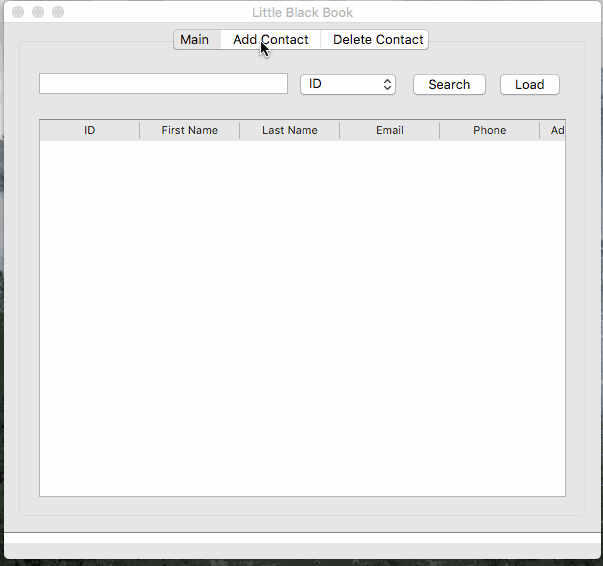 Little Black Book
Main Add Contact Delete Contact
ID Search Load
ID First Name Last Name Email Phone Ad